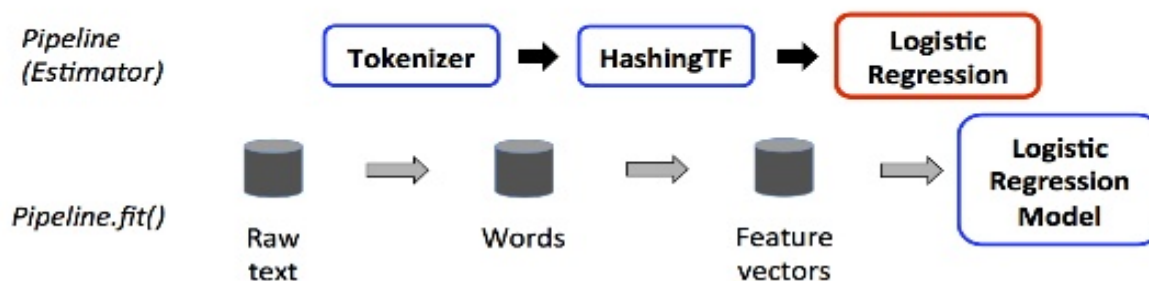 Pipeline
(Estimator)
Tokenizer
HashingTF
Logistic
Regression
Pipeline.fit()
Raw
text
Words
Feature
vectors
Logistic
Regression
Model